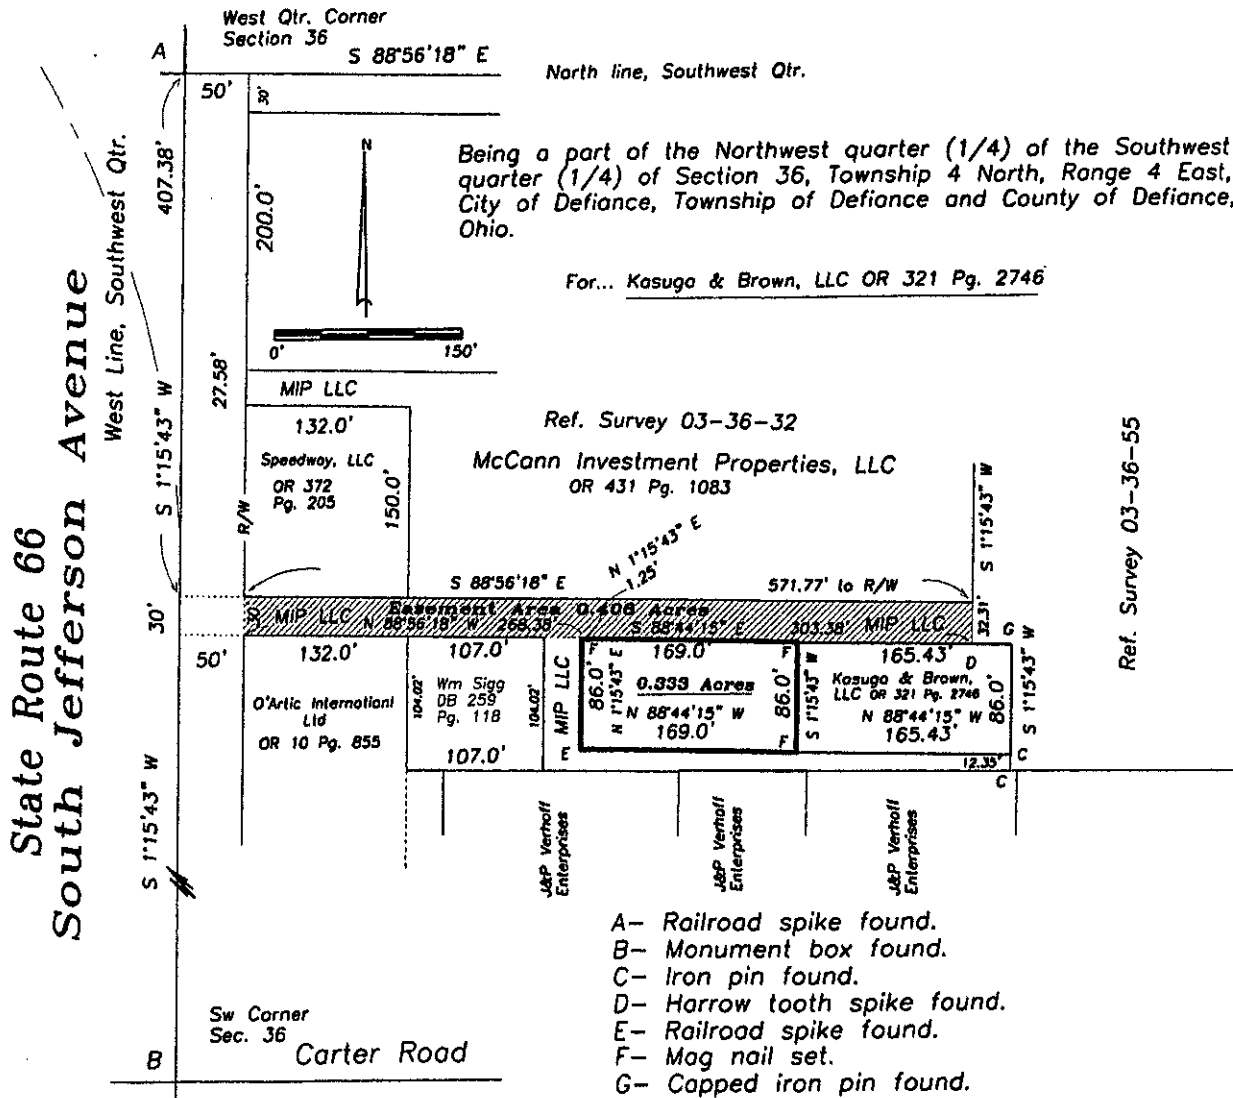 West Qtr. Corner
Section 36
A
S 88°56'18" E
North line, Southwest Qtr.
50'
30'
407.38'
West Line, Southwest Qtr.
200.0'
N
Being a part of the Northwest quarter (1/4) of the Southwest
quarter (1/4) of Section 36, Township 4 North, Range 4 East,
City of Defiance, Township of Defiance and County of Defiance,
Ohio.
For... Kasuga & Brown, LLC OR 321 Pg. 2746
0' 150'
27.58'
MIP LLC
132.0'
Speedway, LLC
OR 372
Pg. 205
150.0'
S 1°15'43" W
R/W
State Route 66
South Jefferson Avenue
Ref. Survey 03-36-32
McCann Investment Properties, LLC
OR 431 Pg. 1083
Ref. Survey 03-36-55
S 1°15'43" W
N 1°15'43" E
1.25'
S 88°56'18" E
571.77' to R/W
30'
30'
MIP LLC
Easement Area 0.406 Acres
N 88°56'18" W 268.38'
S 88°44'15" E
303.38'
MIP LLC
32.31'
G
50'
132.0'
107.0'
F
169.0'
F
165.43'
D
O'Artic Internationl
Ltd
OR 10 Pg. 855
104.02'
Wm Sigg
DB 259
Pg. 118
104.02'
107.0'
MIP LLC
E
86.0'
N 1°15'43" E
0.333 Acres
N 88°44'15" W
169.0'
86.0'
F
S 1°15'43" W
Kasuga & Brown,
LLC OR 321 Pg. 2746
N 88°44'15" W
165.43'
86.0'
S 1°15'43" W
12.35'
C
C
S 1°15'43" W
J&P Verhoff
Enterprises
J&P Verhoff
Enterprises
J&P Verhoff
Enterprises
A- Railroad spike found.
B- Monument box found.
C- Iron pin found.
D- Harrow tooth spike found.
E- Railroad spike found.
F- Mag nail set.
G- Capped iron pin found.
Sw Corner
Sec. 36
Carter Road
B